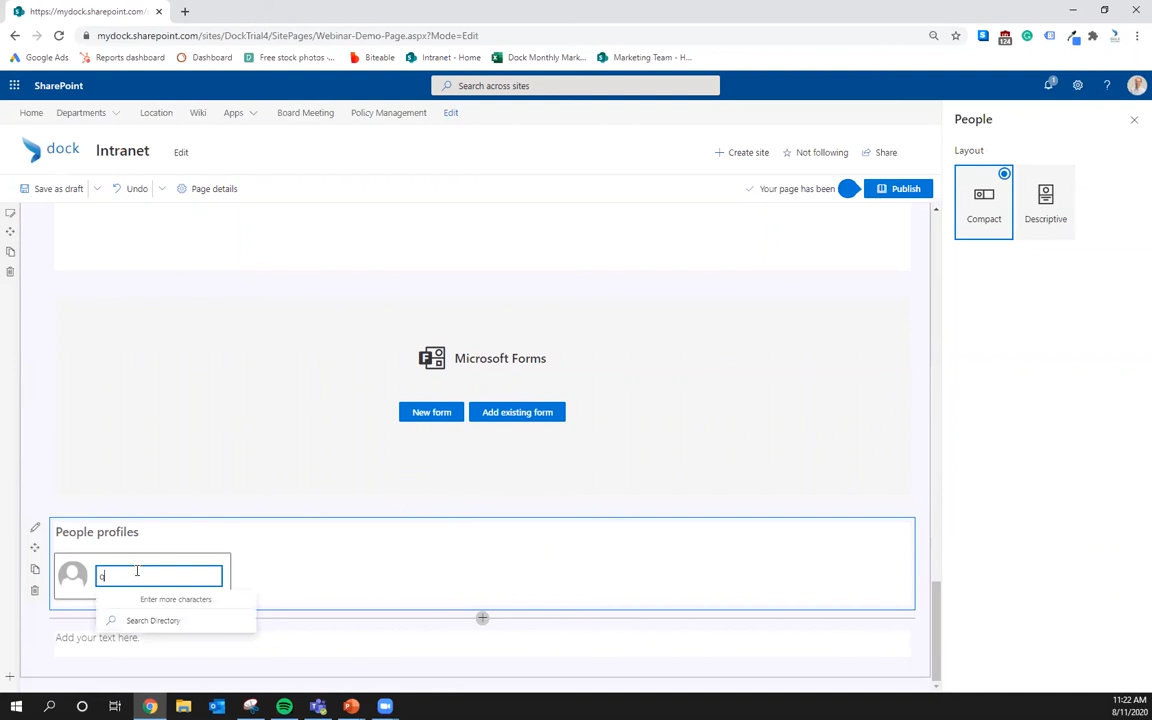 https://mydock.sharepoint.com/s
mydock.sharepoint.com/sites/DockTrial4/SitePages/Webinar-Demo-Page.aspx?Mode=Edit
124
Google Ads
Reports dashboard
Dashboard
Free stock photos -...
Biteable
Intranet - Home
Dock Monthly Mark...
Marketing Team - H...
SharePoint
Search across sites
1
Home
Departments
Location
Wiki
Apps
Board Meeting
Policy Management
Edit
dock
Intranet
Edit
Create site
Not following
Share
Save as draft
Undo
Page details
Your page has been
Publish
People
Layout
Compact
Descriptive
Microsoft Forms
New form
Add existing form
People profiles
Enter more characters
Search Directory
Add your text here.
11:22 AM
8/11/2020